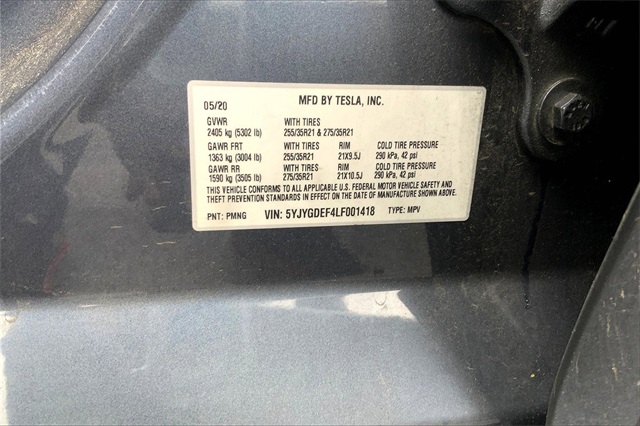 05/20 MFD BY TESLA, INC.
GVWR WITH TIRES
2405 kg (5302 lb) 255/35R21 & 275/35R21
GAWR FRT WITH TIRES RIM COLD TIRE PRESSURE
1363 kg (3004 lb) 255/35R21 21X9.5J 290 kPa, 42 psi
GAWR RR WITH TIRES RIM COLD TIRE PRESSURE
1590 kg (3505 lb) 275/35R21 21X10.5J 290 kPa, 42 psi
THIS VEHICLE CONFORMS TO ALL APPLICABLE U.S. FEDERAL MOTOR VEHICLE SAFETY AND
THEFT PREVENTION STANDARDS IN EFFECT ON THE DATE OF MANUFACTURE SHOWN ABOVE.
PNT: PMNG VIN: 5YJYGDEF4LF001418 TYPE: MPV